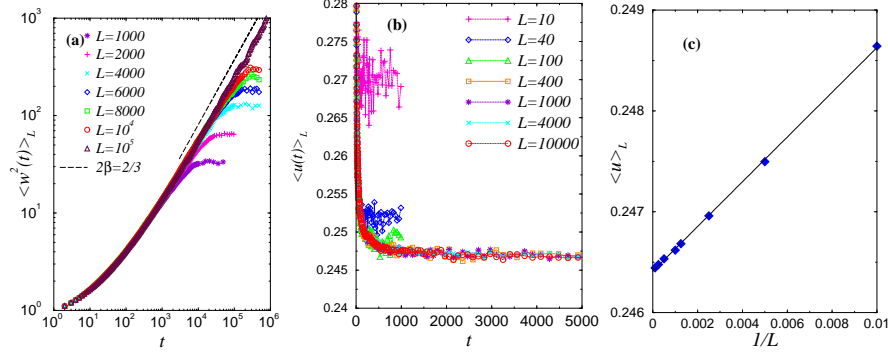 (a)
L=1000
L=2000
L=4000
L=6000
L=8000
L=10^4
L=10^5
2β=2/3
<w^2(t)>_L
10^3
10^2
10^1
10^0
10^0 10^1 10^2 10^3 10^4 10^5 10^6
t
(b)
L=10
L=40
L=100
L=400
L=1000
L=4000
L=10000
<u(t)>_L
0.28
0.275
0.27
0.265
0.26
0.255
0.25
0.245
0.24
0 1000 2000 3000 4000 5000
t
(c)
<u>_L
0.249
0.248
0.247
0.246
0 0.002 0.004 0.006 0.008 0.01
1/L